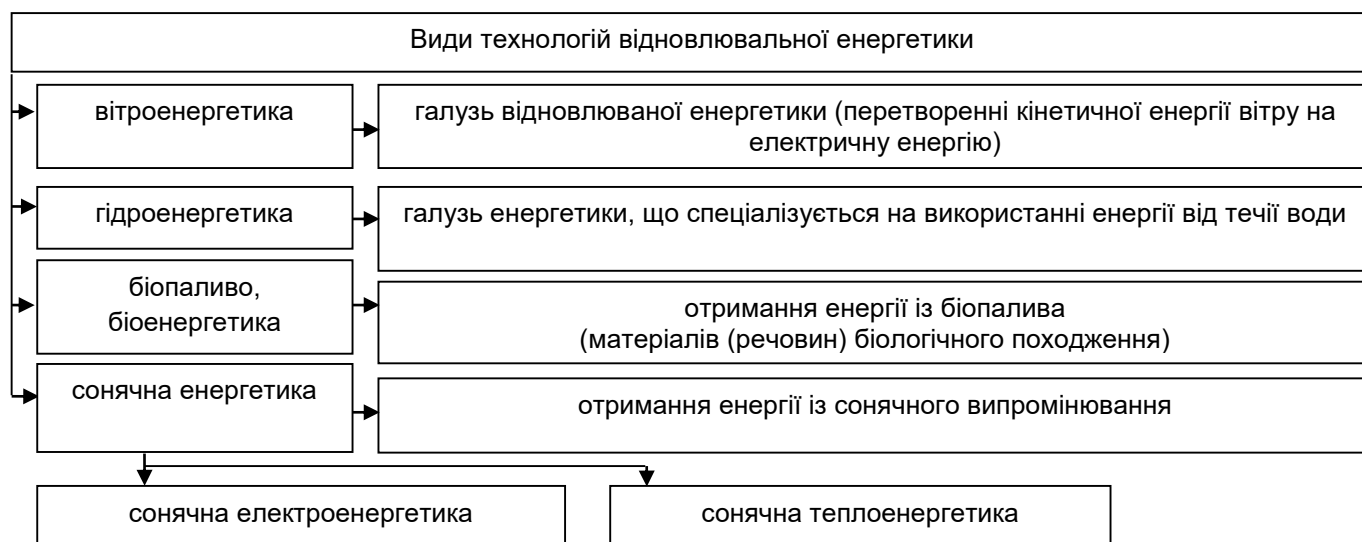 Види технологій відновлювальної енергетики
вітроенергетика
галузь відновлюваної енергетики (перетворенні кінетичної енергії вітру на
електричну енергію)
гідроенергетика
галузь енергетики, що спеціалізується на використанні енергії від течії води
біопаливо,
біоенергетика
отримання енергії із біопалива
(матеріалів (речовин) біологічного походження)
сонячна енергетика
отримання енергії із сонячного випромінювання
сонячна електроенергетика
сонячна теплоенергетика